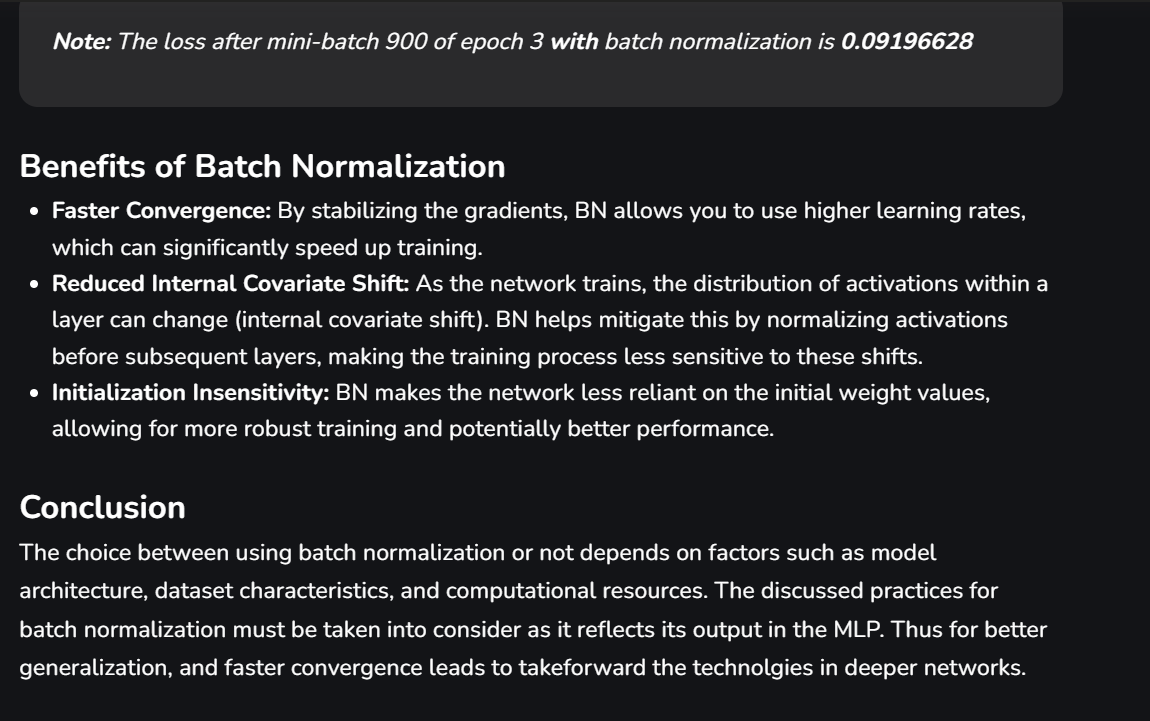 Note: The loss after mini-batch 900 of epoch 3 with batch normalization is 0.09196628
Benefits of Batch Normalization
• Faster Convergence: By stabilizing the gradients, BN allows you to use higher learning rates,
which can significantly speed up training.
• Reduced Internal Covariate Shift: As the network trains, the distribution of activations within a
layer can change (internal covariate shift). BN helps mitigate this by normalizing activations
before subsequent layers, making the training process less sensitive to these shifts.
• Initialization Insensitivity: BN makes the network less reliant on the initial weight values,
allowing for more robust training and potentially better performance.
Conclusion
The choice between using batch normalization or not depends on factors such as model
architecture, dataset characteristics, and computational resources. The discussed practices for
batch normalization must be taken into consider as it reflects its output in the MLP. Thus for better
generalization, and faster convergence leads to takeforward the technolgies in deeper networks.